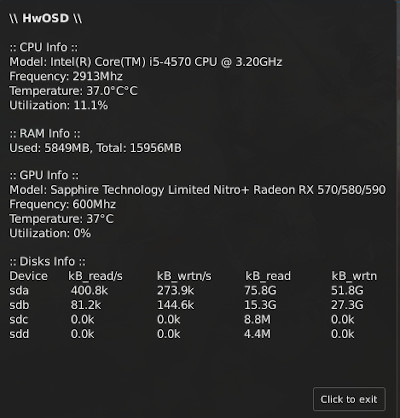 \\ HwOSD \\
:: CPU Info ::
Model: Intel(R) Core(TM) i5-4570 CPU @ 3.20GHz
Frequency: 2913Mhz
Temperature: 37.0°C°C
Utilization: 11.1%
:: RAM Info ::
Used: 5849MB, Total: 15956MB
:: GPU Info ::
Model: Sapphire Technology Limited Nitro+ Radeon RX 570/580/590
Frequency: 600Mhz
Temperature: 37°C
Utilization: 0%
:: Disks Info ::
Device kB_read/s kB_wrtn/s kB_read kB_wrtn
sda 400.8k 273.9k 75.8G 51.8G
sdb 81.2k 144.6k 15.3G 27.3G
sdc 0.0k 0.0k 8.8M 0.0k
sdd 0.0k 0.0k 4.4M 0.0k
Click to exit